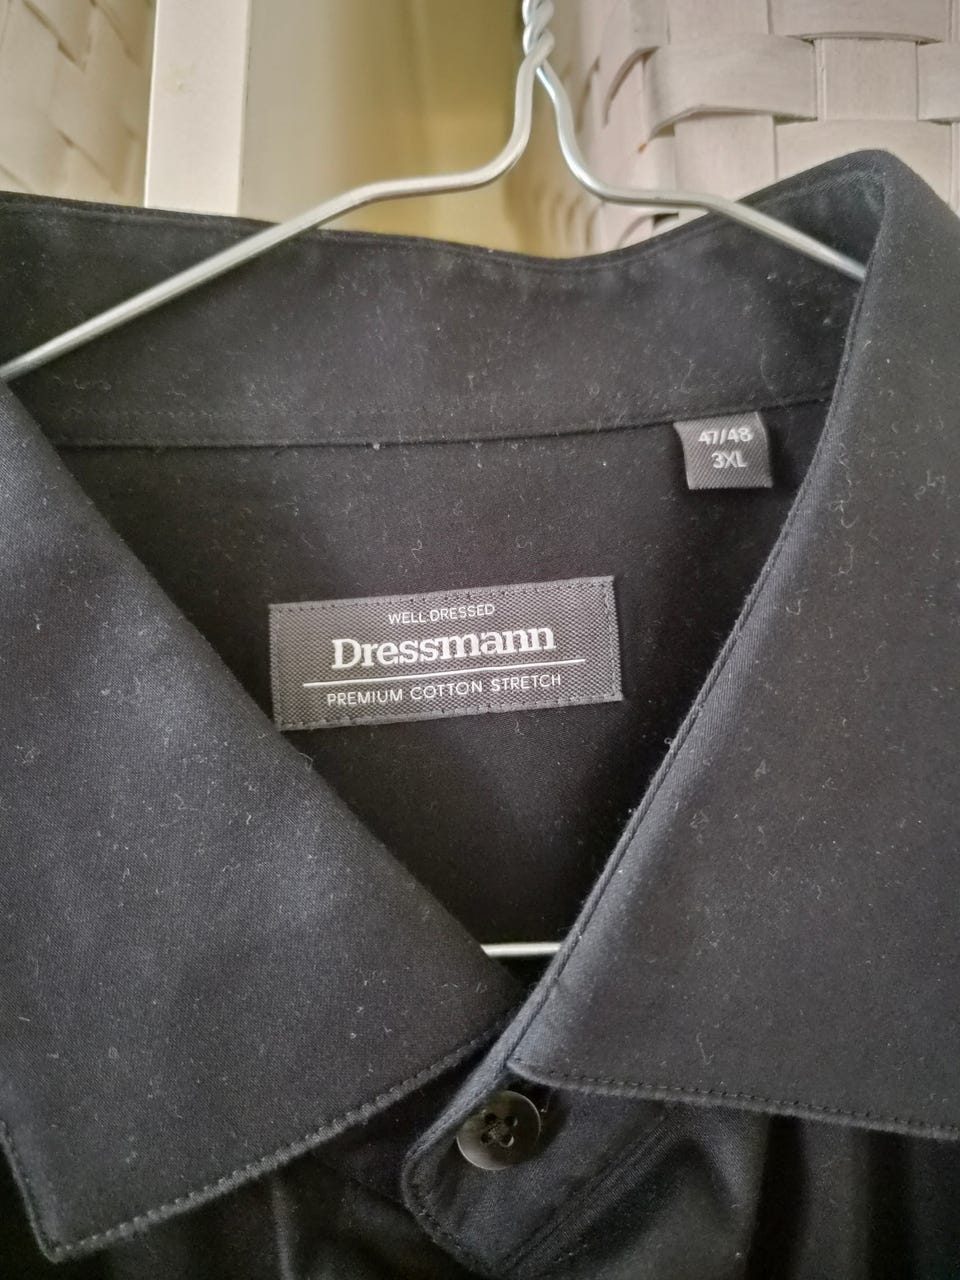 47/48
3XL
WELL DRESSED
Dressmann
PREMIUM COTTON STRETCH